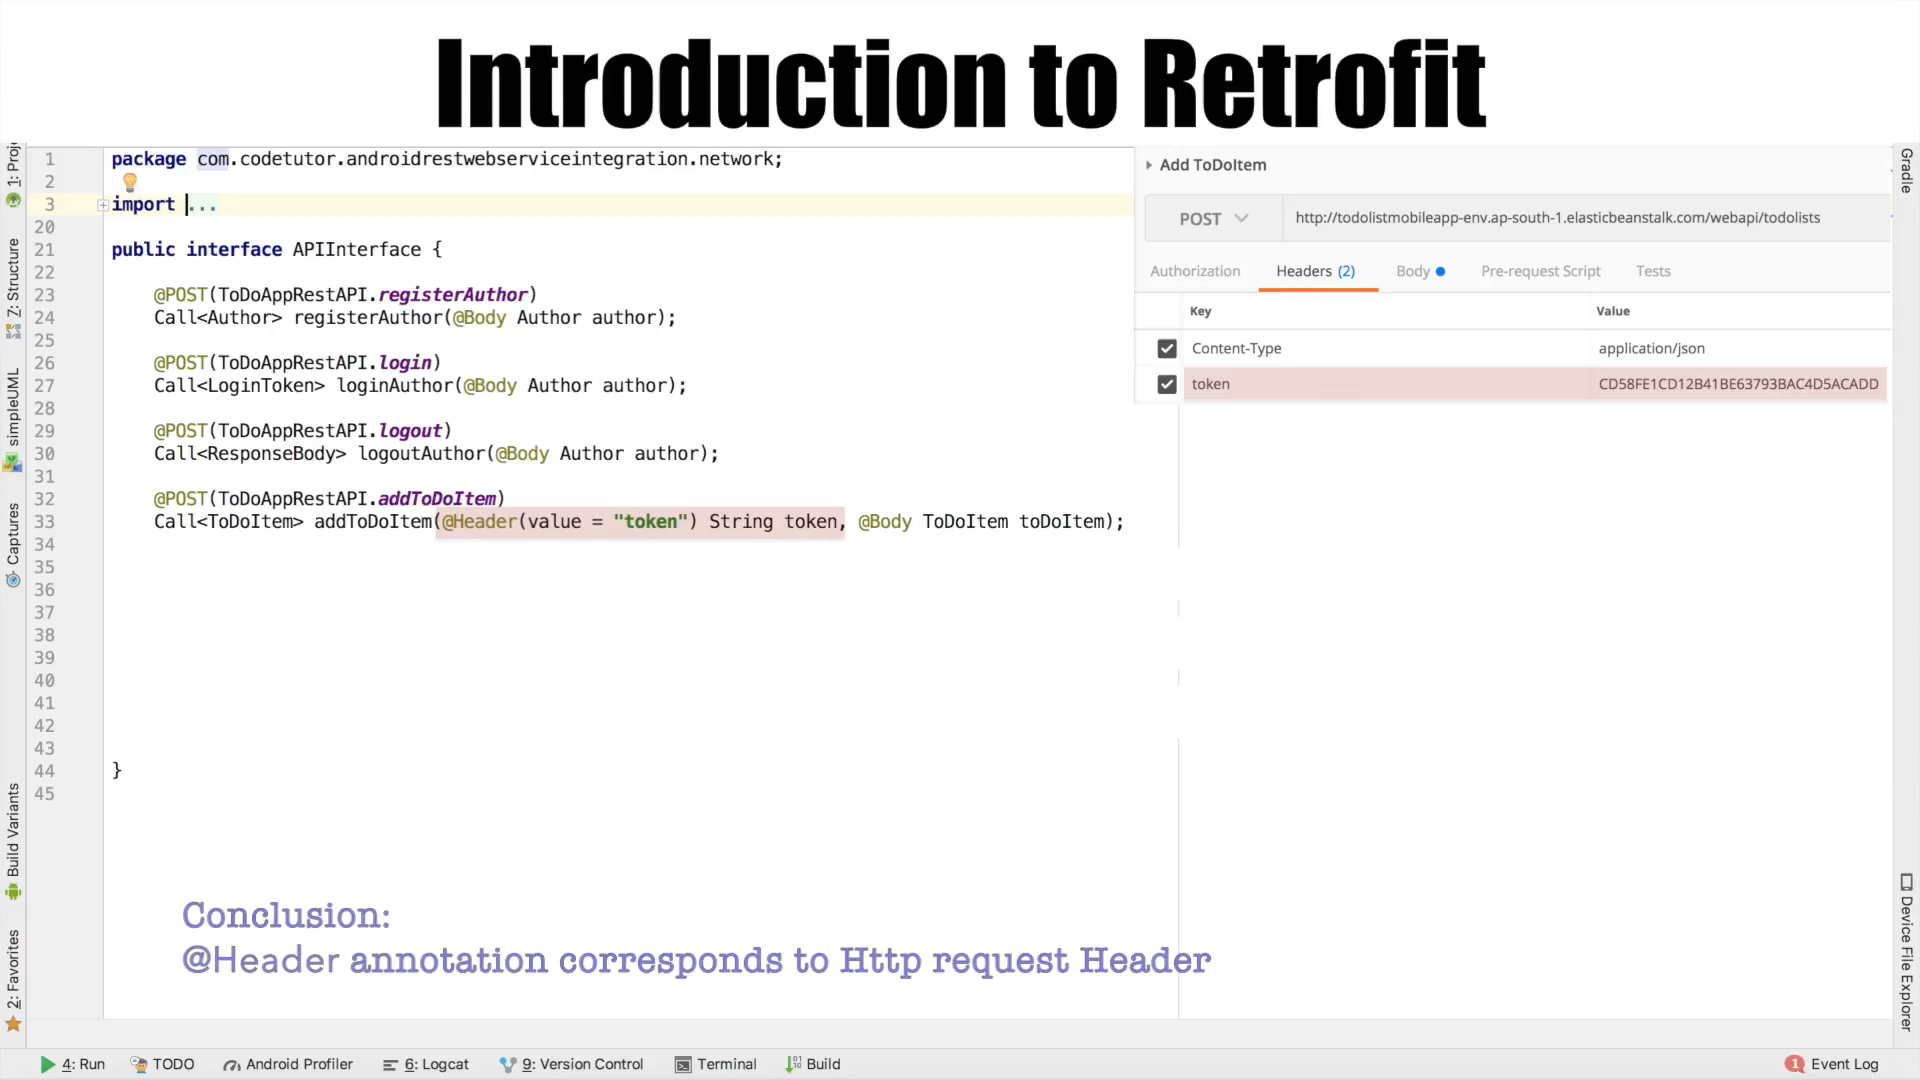 Introduction to Retrofit
1: Proj
Z: Structure
simpleUML
Captures
Build Variants
2: Favorites
1 package com.codetutor.androidrestwebserviceintegration.network;
2
3 import ...
20
21 public interface APIInterface {
22
23 @POST(ToDoAppRestAPI.registerAuthor)
24 Call<Author> registerAuthor(@Body Author author);
25
26 @POST(ToDoAppRestAPI.login)
27 Call<LoginToken> loginAuthor(@Body Author author);
28
29 @POST(ToDoAppRestAPI.logout)
30 Call<ResponseBody> logoutAuthor(@Body Author author);
31
32 @POST(ToDoAppRestAPI.addToDoItem)
33 Call<ToDoItem> addToDoItem(@Header(value = "token") String token, @Body ToDoItem toDoItem);
34
35
36
37
38
39
40
41
42
43
44 }
45
Add ToDoItem
POST http://todolistmobileapp-env.ap-south-1.elasticbeanstalk.com/webapi/todolists
Authorization Headers (2) Body Pre-request Script Tests
Key Value
Content-Type application/json
token CD58FE1CD12B41BE63793BAC4D5ACADD
Gradle
Device File Explorer
Conclusion:
@Header annotation corresponds to Http request Header
4: Run TODO Android Profiler 6: Logcat 9: Version Control Terminal Build 1 Event Log